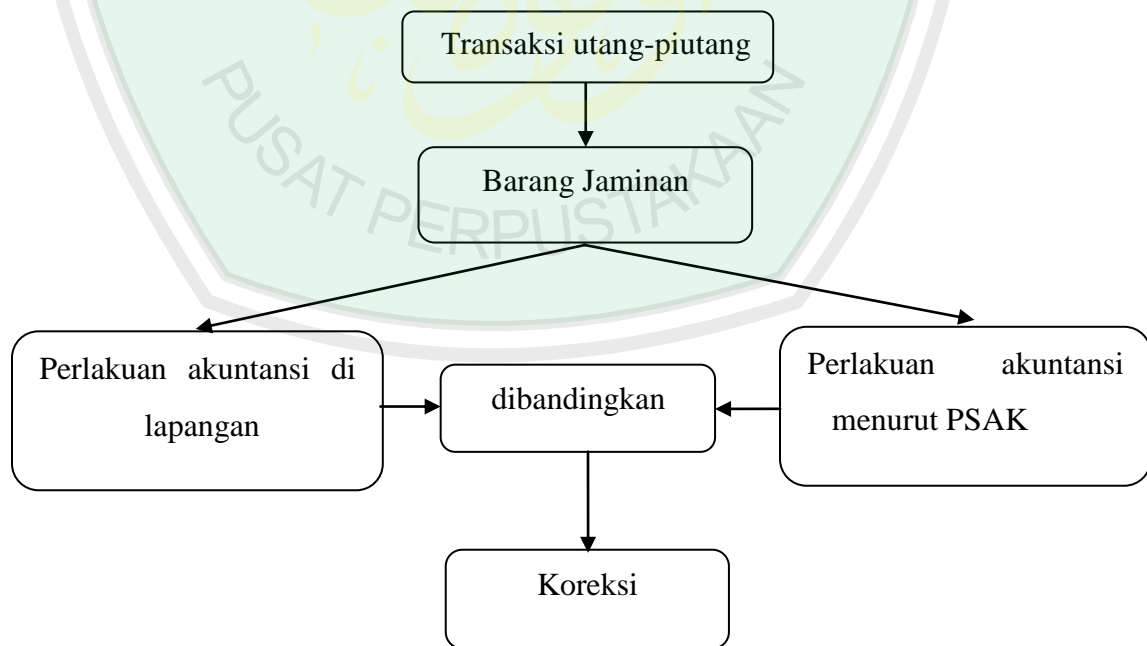 Transaksi utang-piutang
Barang Jaminan
PUSAT PERPUSTAKAAN
Perlakuan akuntansi di
lapangan
dibandingkan
Perlakuan akuntansi
menurut PSAK
Koreksi